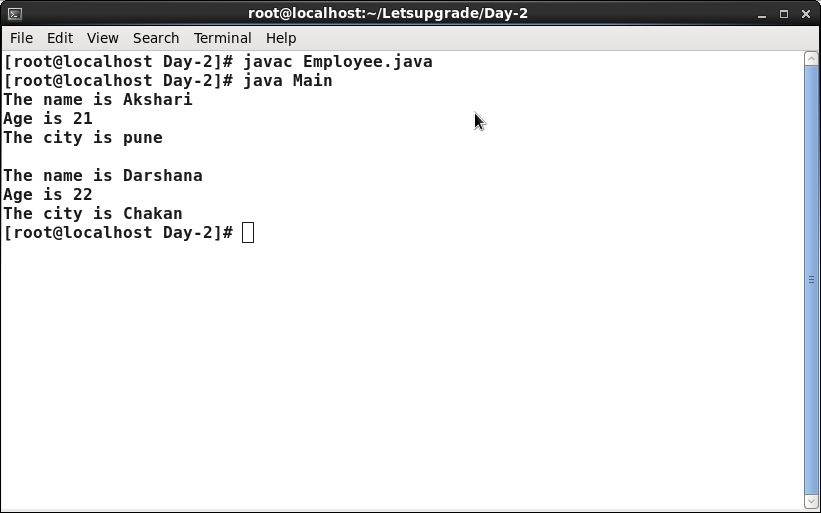 root@localhost:~/Letsupgrade/Day-2
File Edit View Search Terminal Help
[root@localhost Day-2]# javac Employee.java
[root@localhost Day-2]# java Main
The name is Akshari
Age is 21
The city is pune

The name is Darshana
Age is 22
The city is Chakan
[root@localhost Day-2]#